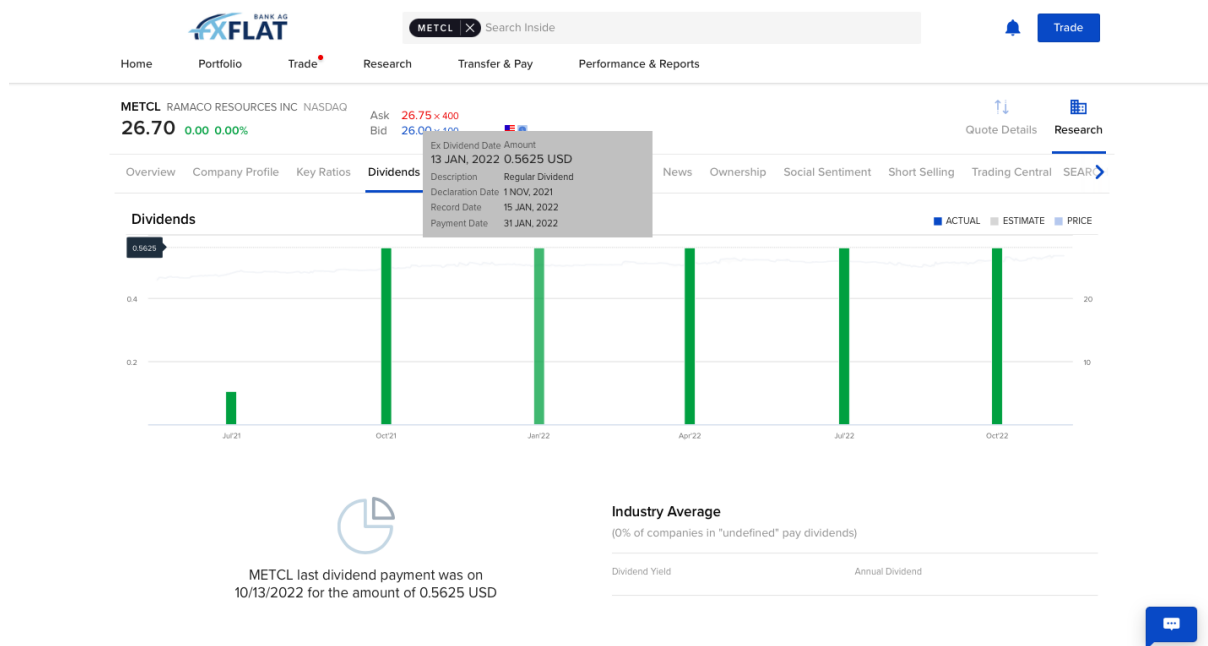 BANK AG
FXFLAT
METCL
Search Inside
Trade
Home Portfolio Trade Research Transfer & Pay Performance & Reports
METCL RAMACO RESOURCES INC NASDAQ
26.70 0.00 0.00%
Ask 26.75 × 400
Bid 26.00 × 100
Quote Details Research
Overview Company Profile Key Ratios Dividends News Ownership Social Sentiment Short Selling Trading Central
Ex Dividend Date Amount
13 JAN, 2022 0.5625 USD
Description Regular Dividend
Declaration Date 1 NOV, 2021
Record Date 15 JAN, 2022
Payment Date 31 JAN, 2022
Dividends
ACTUAL ESTIMATE PRICE
0.5625
0.4 20
0.2 10
Jul'21 Oct'21 Jan'22 Apr'22 Jul'22 Oct'22
METCL last dividend payment was on
10/13/2022 for the amount of 0.5625 USD
Industry Average
(0% of companies in "undefined" pay dividends)
Dividend Yield Annual Dividend